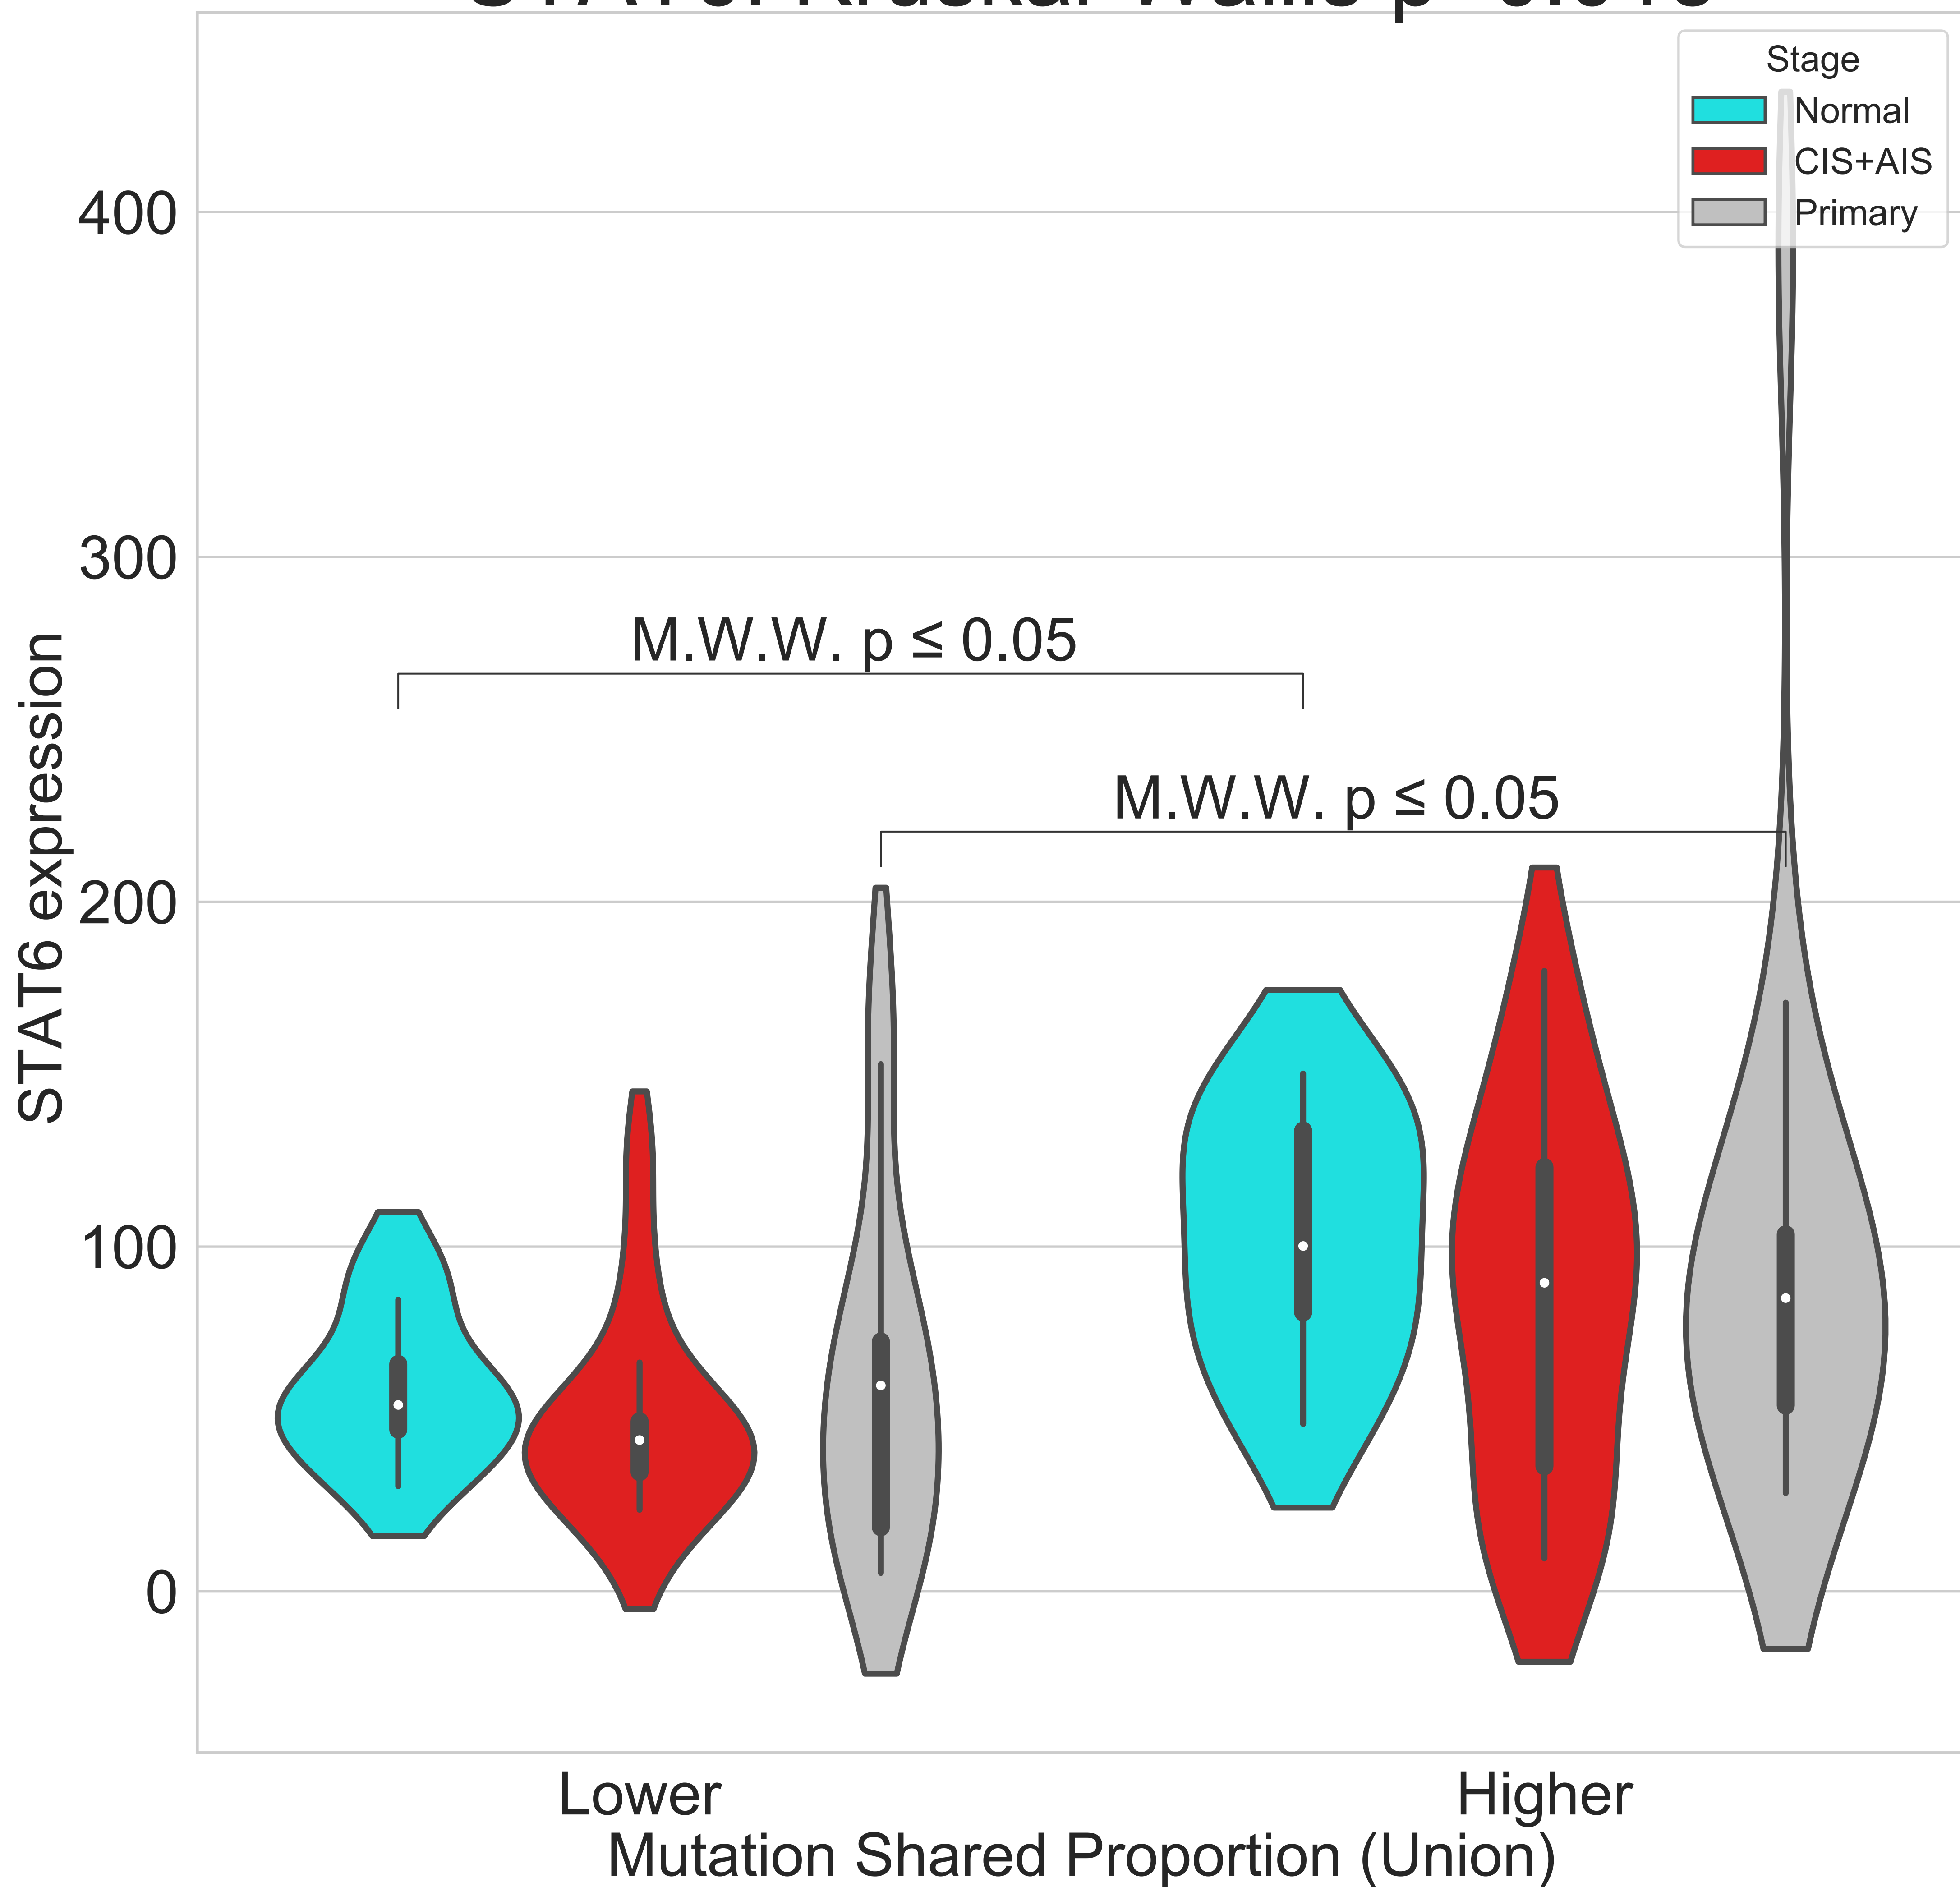 Stage
Normal
CIS+AIS
Primary
400
300
200
100
0
STAT6 expression
M.W.W. p ≤ 0.05
M.W.W. p ≤ 0.05
Lower
Higher
Mutation Shared Proportion (Union)